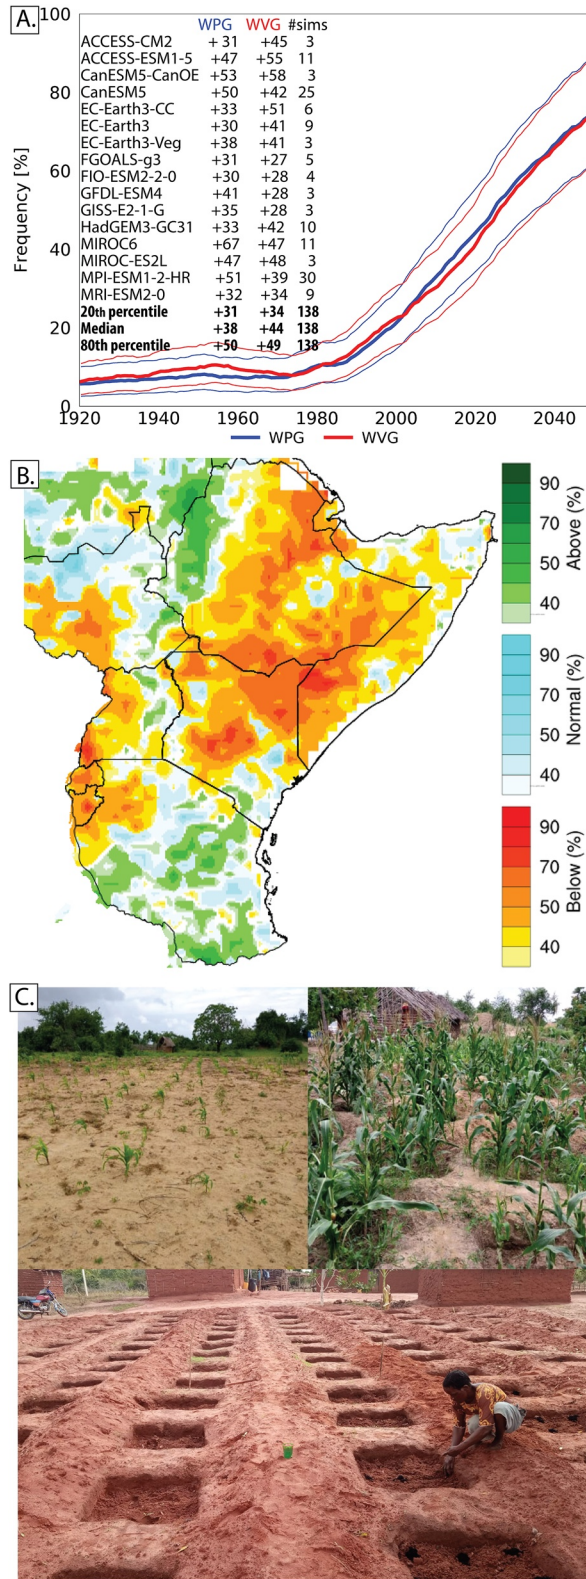 A.
100
WPG WVG #sims
ACCESS-CM2 +31 +45 3
ACCESS-ESM1-5 +47 +55 11
80
CanESM5-CanOE +53 +58 3
CanESM5 +50 +42 25
EC-Earth3-CC +33 +51 6
EC-Earth3 +30 +41 9
EC-Earth3-Veg +38 +41 3
60
FGOALS-g3 +31 +27 5
FIO-ESM2-2-0 +30 +28 4
GFDL-ESM4 +41 +28 3
GISS-E2-1-G +35 +28 3
HadGEM3-GC31 +33 +42 10
40
MIROC6 +67 +47 11
MIROC-ES2L +47 +48 3
MPI-ESM1-2-HR +51 +39 30
MRI-ESM2-0 +32 +34 9
20
20th percentile +31 +34 138
Median +38 +44 138
80th percentile +50 +49 138
0
Frequency [%]
1920 1940 1960 1980 2000 2020 2040
WPG WVG
B.
90
70
50
40
Above (%)
90
70
50
40
Normal (%)
90
70
50
40
Below (%)
C.